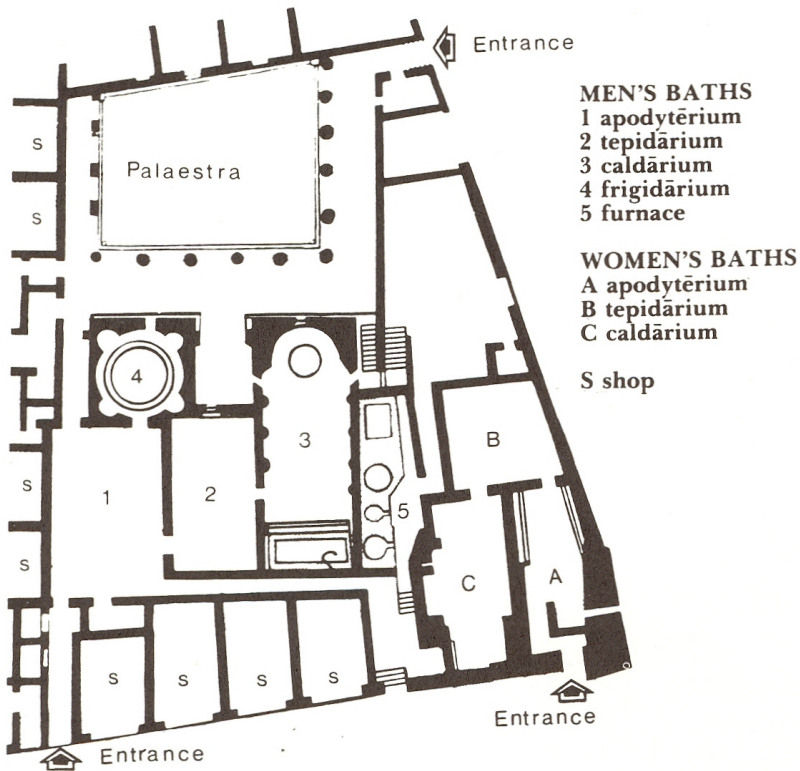 Entrance
MEN'S BATHS
1 apodytērium
2 tepidārium
3 caldārium
4 frigidārium
5 furnace
WOMEN'S BATHS
A apodytērium
B tepidārium
C caldārium
S shop
S
Palaestra
S
4
3
B
S
1
2
5
S
C
A
S
S
S
S
Entrance
Entrance